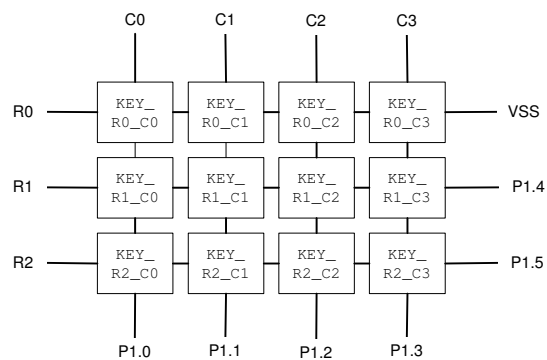 C0 C1 C2 C3
R0 KEY_ KEY_ KEY_ KEY_ VSS
R0_C0 R0_C1 R0_C2 R0_C3
R1 KEY_ KEY_ KEY_ KEY_ P1.4
R1_C0 R1_C1 R1_C2 R1_C3
R2 KEY_ KEY_ KEY_ KEY_ P1.5
R2_C0 R2_C1 R2_C2 R2_C3
P1.0 P1.1 P1.2 P1.3